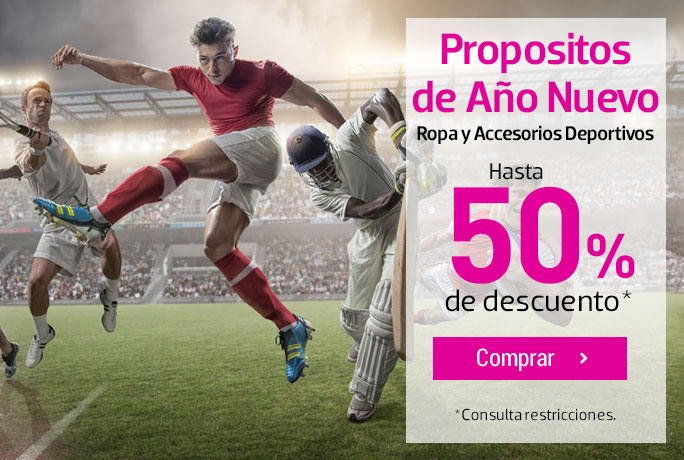 Propositos
de Año Nuevo
Ropa y Accesorios Deportivos
Hasta
50%
de descuento*
Comprar >
*Consulta restricciones.